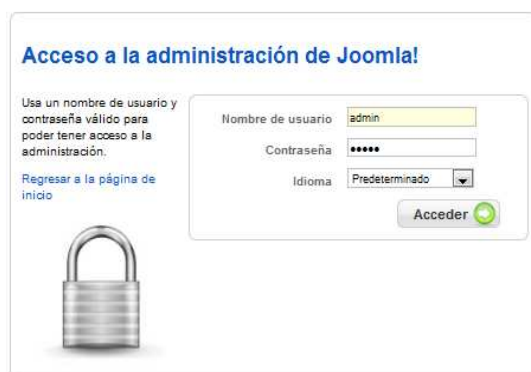 Acceso a la administración de Joomla!
Usa un nombre de usuario y
contraseña válido para
poder tener acceso a la
administración.
Regresar a la página de
inicio
Nombre de usuario admin
Contraseña •••••
Idioma Predeterminado
Acceder